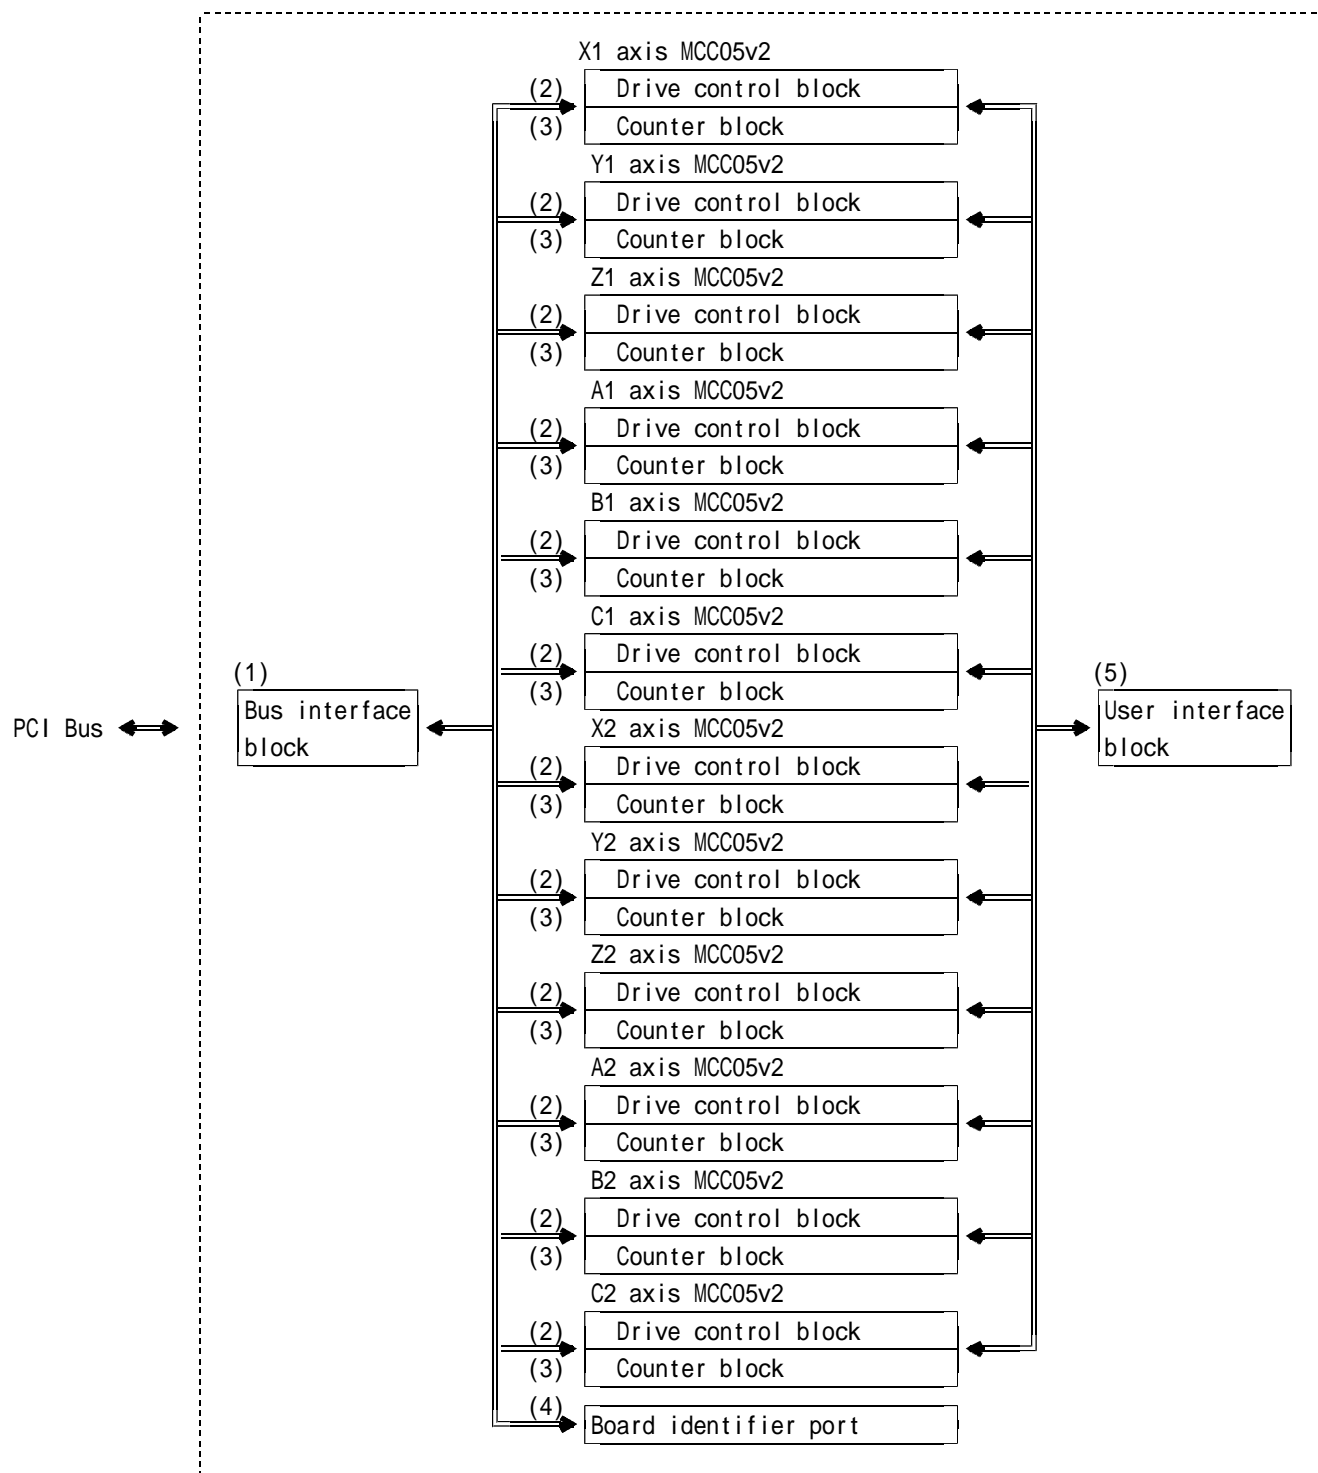 X1 axis MCC05v2
(2) Drive control block
(3) Counter block
Y1 axis MCC05v2
(2) Drive control block
(3) Counter block
Z1 axis MCC05v2
(2) Drive control block
(3) Counter block
A1 axis MCC05v2
(2) Drive control block
(3) Counter block
B1 axis MCC05v2
(2) Drive control block
(3) Counter block
C1 axis MCC05v2
(2) Drive control block
(3) Counter block
(1)
Bus interface
block
PCI Bus
(5)
User interface
block
X2 axis MCC05v2
(2) Drive control block
(3) Counter block
Y2 axis MCC05v2
(2) Drive control block
(3) Counter block
Z2 axis MCC05v2
(2) Drive control block
(3) Counter block
A2 axis MCC05v2
(2) Drive control block
(3) Counter block
B2 axis MCC05v2
(2) Drive control block
(3) Counter block
C2 axis MCC05v2
(2) Drive control block
(3) Counter block
(4) Board identifier port